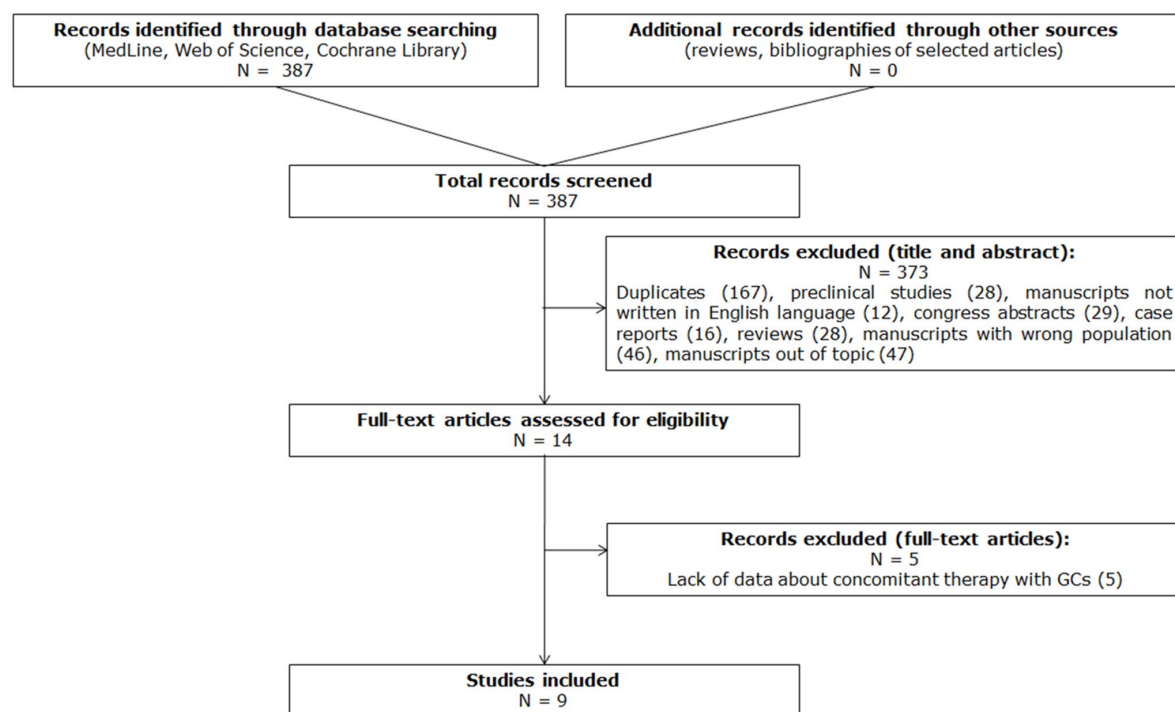 Records identified through database searching
(MedLine, Web of Science, Cochrane Library)
N = 387
Additional records identified through other sources
(reviews, bibliographies of selected articles)
N = 0
Total records screened
N = 387
Records excluded (title and abstract):
N = 373
Duplicates (167), preclinical studies (28), manuscripts not
written in English language (12), congress abstracts (29), case
reports (16), reviews (28), manuscripts with wrong population
(46), manuscripts out of topic (47)
Full-text articles assessed for eligibility
N = 14
Records excluded (full-text articles):
N = 5
Lack of data about concomitant therapy with GCs (5)
Studies included
N = 9